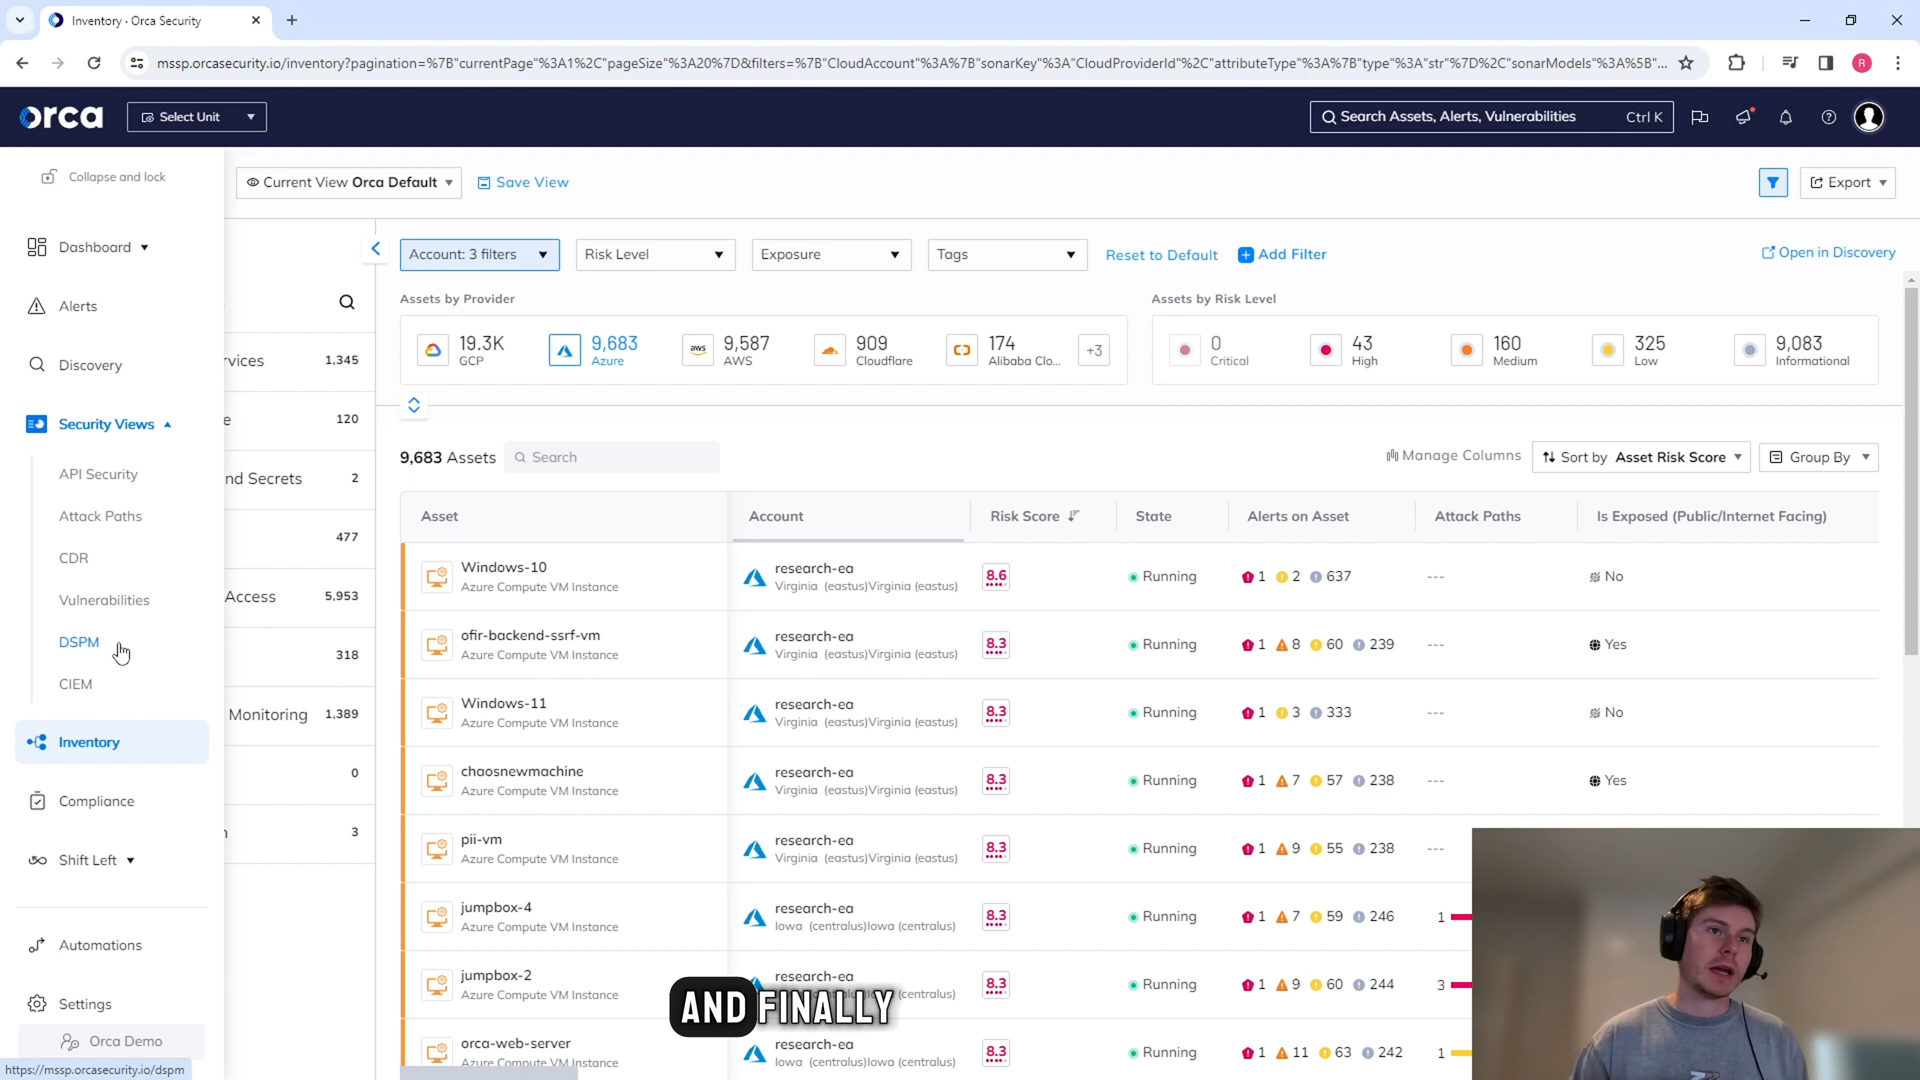 Inventory · Orca Security
mssp.orcasecurity.io/inventory?pagination=%7B"currentPage"%3A1%2C"pageSize"%3A20%7D&filters=%7B"CloudAccount"%3A%7B"sonarKey"%3A"CloudProviderId"%2C"attributeType"%3A%7B"type"%3A"str"%7D%2C"sonarModels"%3A%5B"...
R
orca
Select Unit
Search Assets, Alerts, Vulnerabilities
Ctrl K
Collapse and lock
Current View Orca Default
Save View
Export
Dashboard
Alerts
Discovery
Security Views
API Security
Attack Paths
CDR
Vulnerabilities
DSPM
CIEM
Inventory
Compliance
Shift Left
Automations
Settings
Orca Demo
https://mssp.orcasecurity.io/dspm
rvices 1,345
e 120
nd Secrets 2
477
Access 5,953
318
Monitoring 1,389
0
n 3
Account: 3 filters
Risk Level
Exposure
Tags
Reset to Default
Add Filter
Open in Discovery
Assets by Provider
19.3K GCP
9,683 Azure
aws 9,587 AWS
909 Cloudflare
174 Alibaba Clo...
+3
Assets by Risk Level
0 Critical
43 High
160 Medium
325 Low
9,083 Informational
9,683 Assets
Search
Manage Columns
Sort by Asset Risk Score
Group By
Asset Account Risk Score State Alerts on Asset Attack Paths Is Exposed (Public/Internet Facing)
Windows-10 research-ea 8.6 Running 1 2 637 --- No
Azure Compute VM Instance Virginia (eastus)Virginia (eastus)
ofir-backend-ssrf-vm research-ea 8.3 Running 1 8 60 239 --- Yes
Azure Compute VM Instance Virginia (eastus)Virginia (eastus)
Windows-11 research-ea 8.3 Running 1 3 333 --- No
Azure Compute VM Instance Virginia (eastus)Virginia (eastus)
chaosnewmachine research-ea 8.3 Running 1 7 57 238 --- Yes
Azure Compute VM Instance Virginia (eastus)Virginia (eastus)
pii-vm research-ea 8.3 Running 1 9 55 238 ---
Azure Compute VM Instance Virginia (eastus)Virginia (eastus)
jumpbox-4 research-ea 8.3 Running 1 7 59 246 1
Azure Compute VM Instance Iowa (centralus)Iowa (centralus)
jumpbox-2 research-ea 8.3 Running 1 9 60 244 3
Azure Compute VM Instance (centralus)
AND FINALLY
orca-web-server research-ea 8.3 Running 1 11 63 242 1
Azure Compute VM Instance Iowa (centralus)Iowa (centralus)